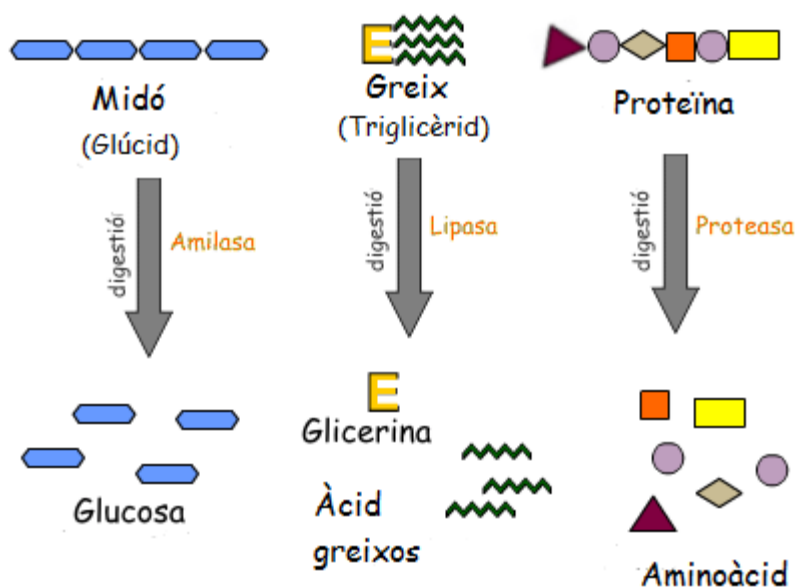 Midó
(Glúcid)
digestió
Amilasa
Glucosa
Greix
(Triglicèrid)
digestió
Lipasa
Glicerina
Àcid
greixos
Proteïna
digestió
Proteasa
Aminoàcid